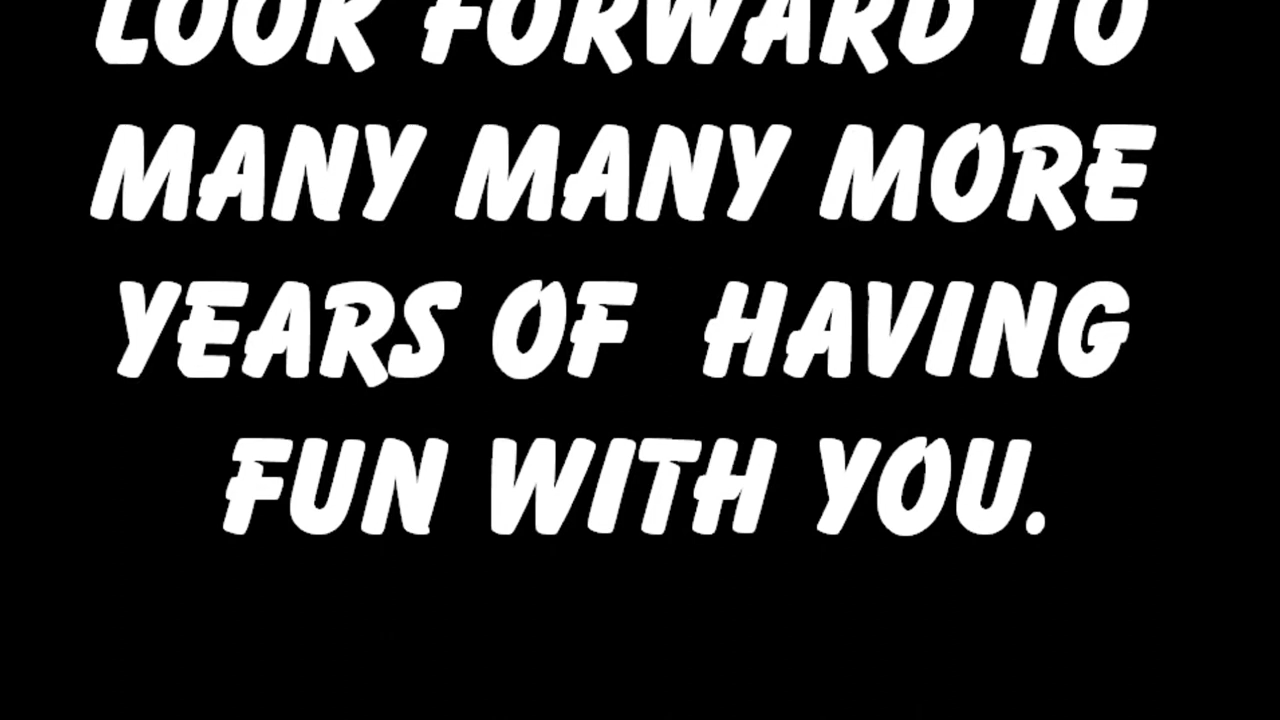 LOOK FORWARD TO
MANY MANY MORE
YEARS OF HAVING
FUN WITH YOU.